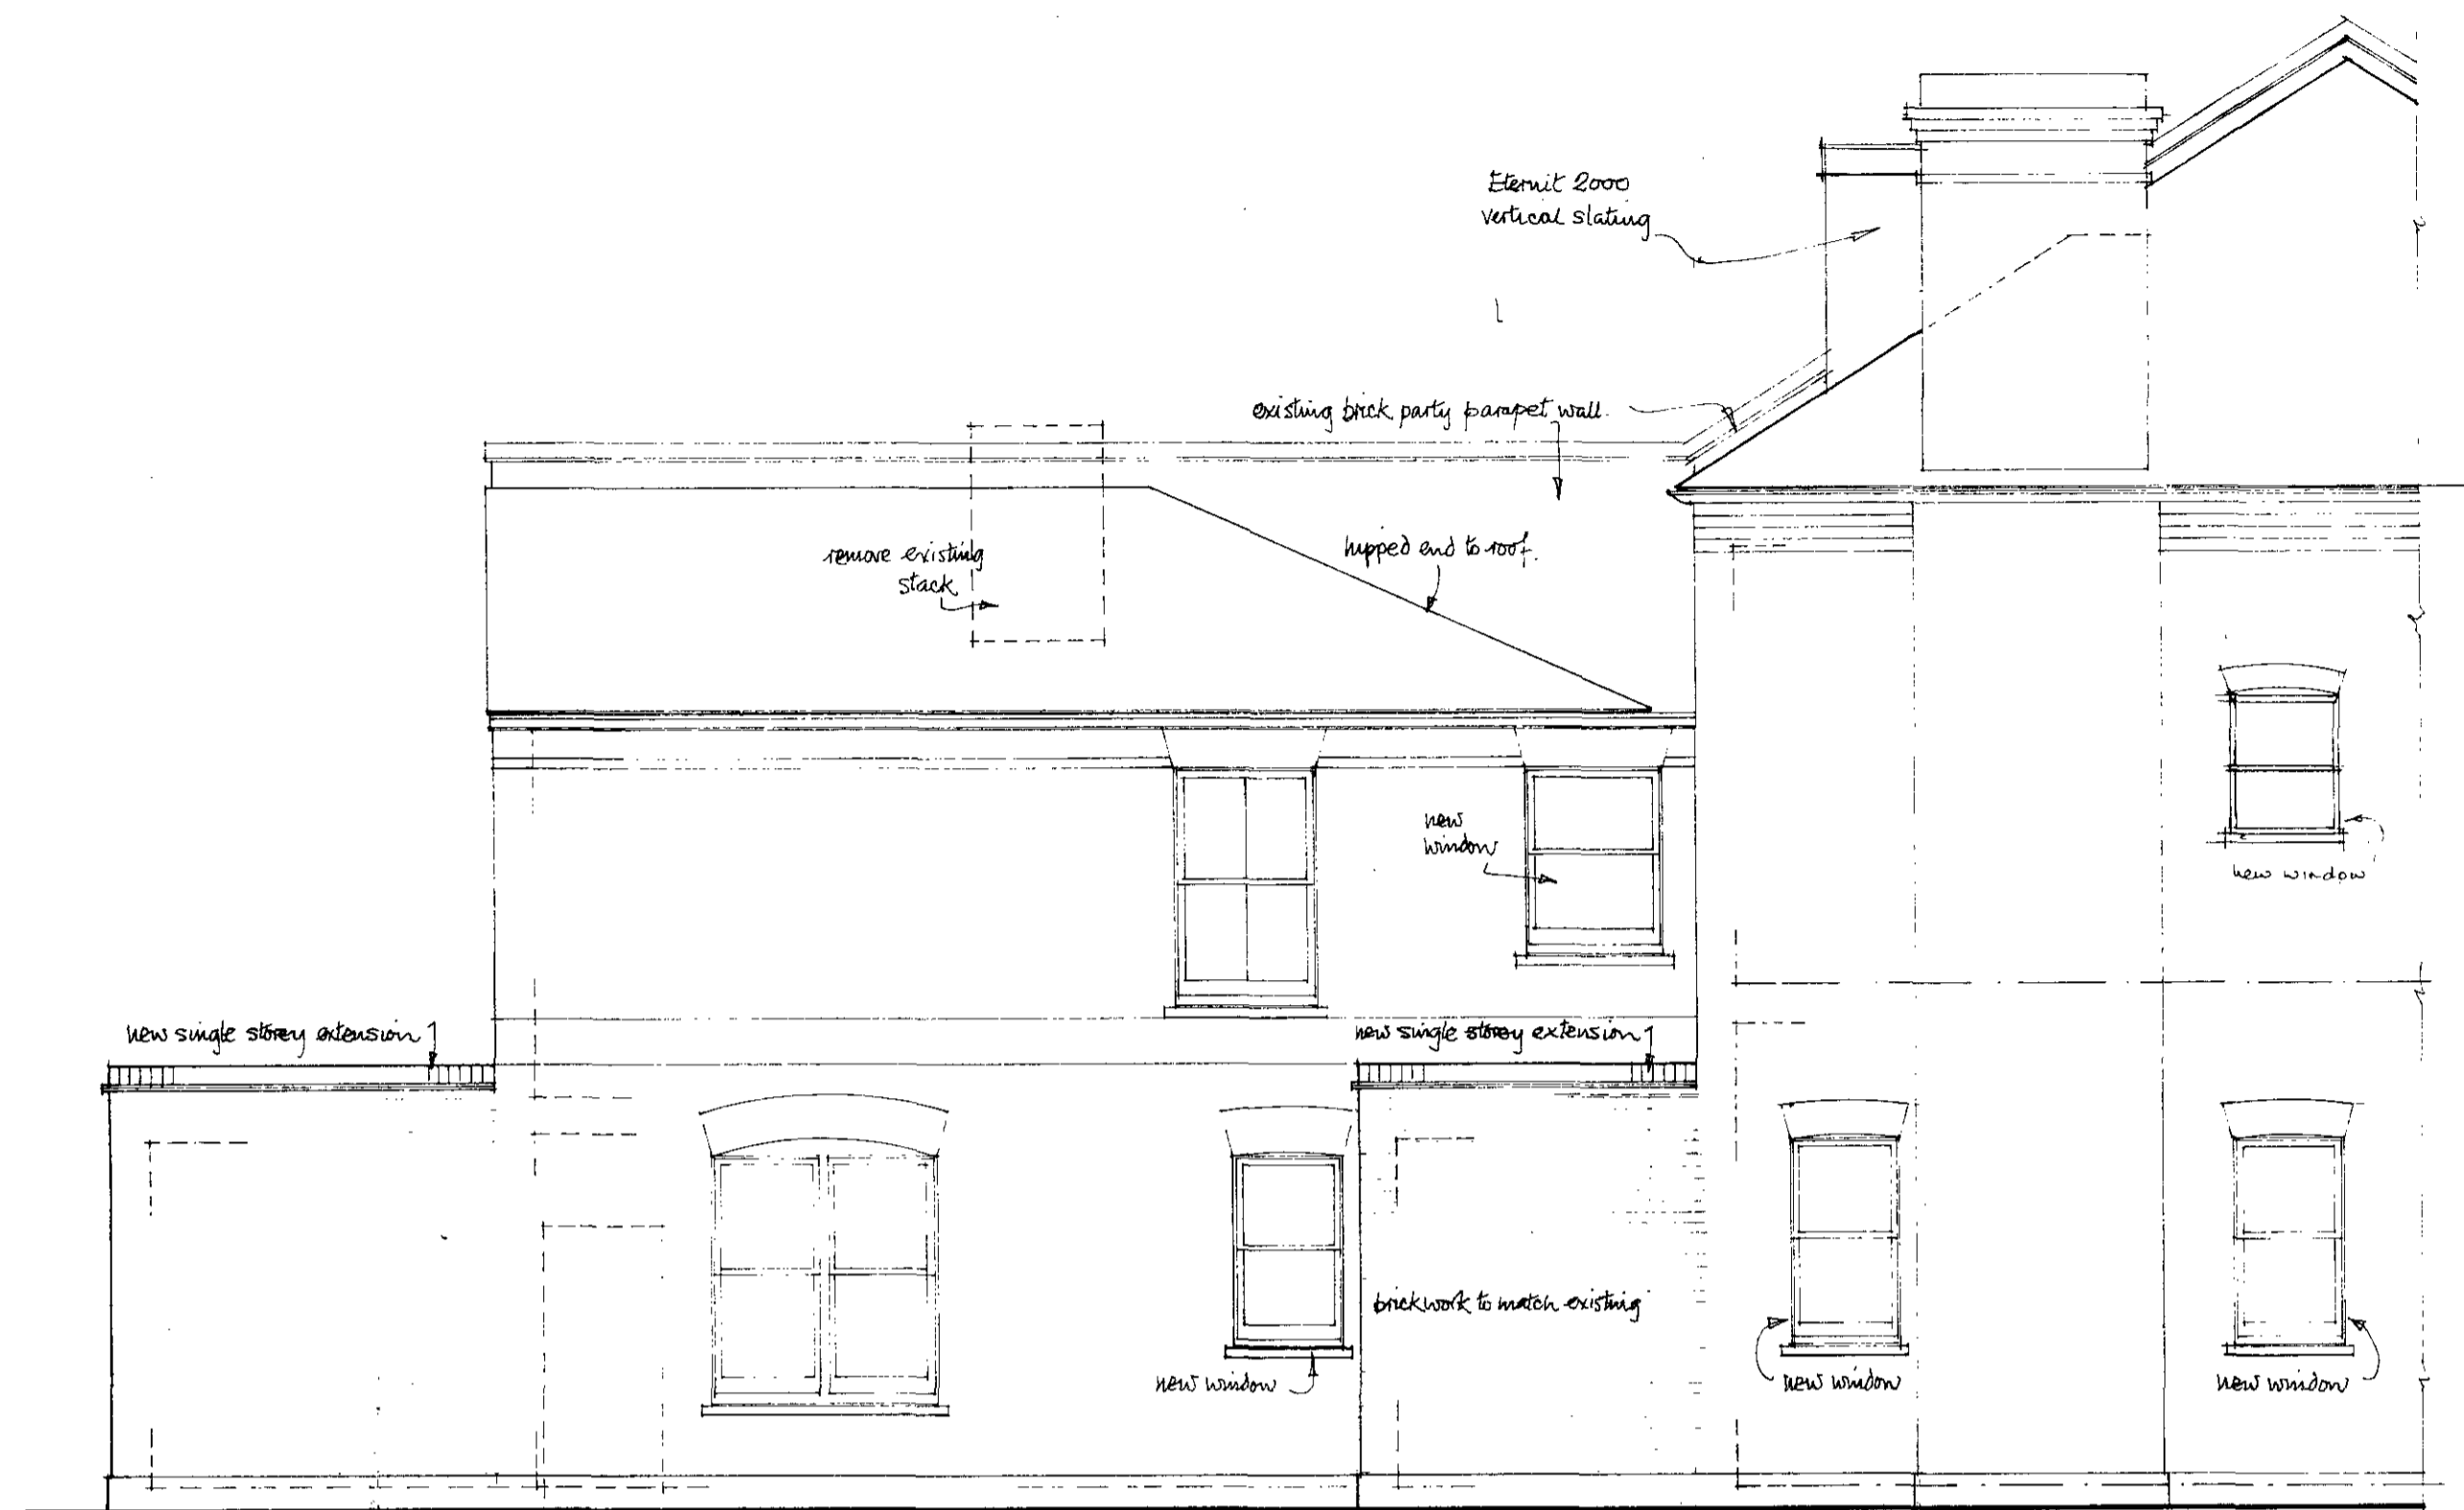 Eternit 2000
vertical slating
existing brick party parapet wall.
remove existing
stack
hipped end to roof.
new
window
new window
new single storey extension
new single storey extension
brickwork to match existing
new window
new window
new window